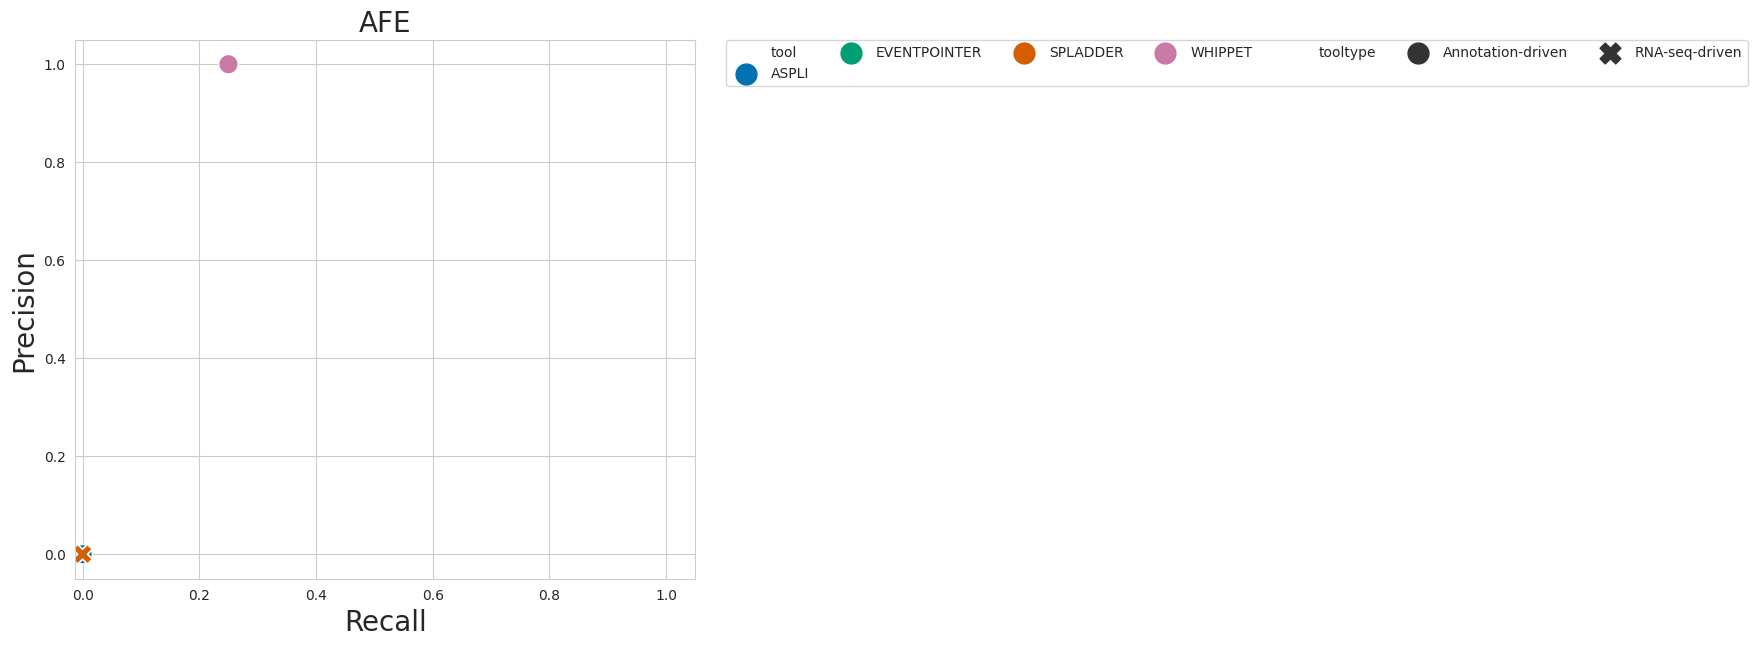 AFE
tool EVENTPOINTER SPLADDER WHIPPET tooltype Annotation-driven RNA-seq-driven
ASPLI
1.0
0.8
0.6
0.4
0.2
0.0
Precision
0.0 0.2 0.4 0.6 0.8 1.0
Recall